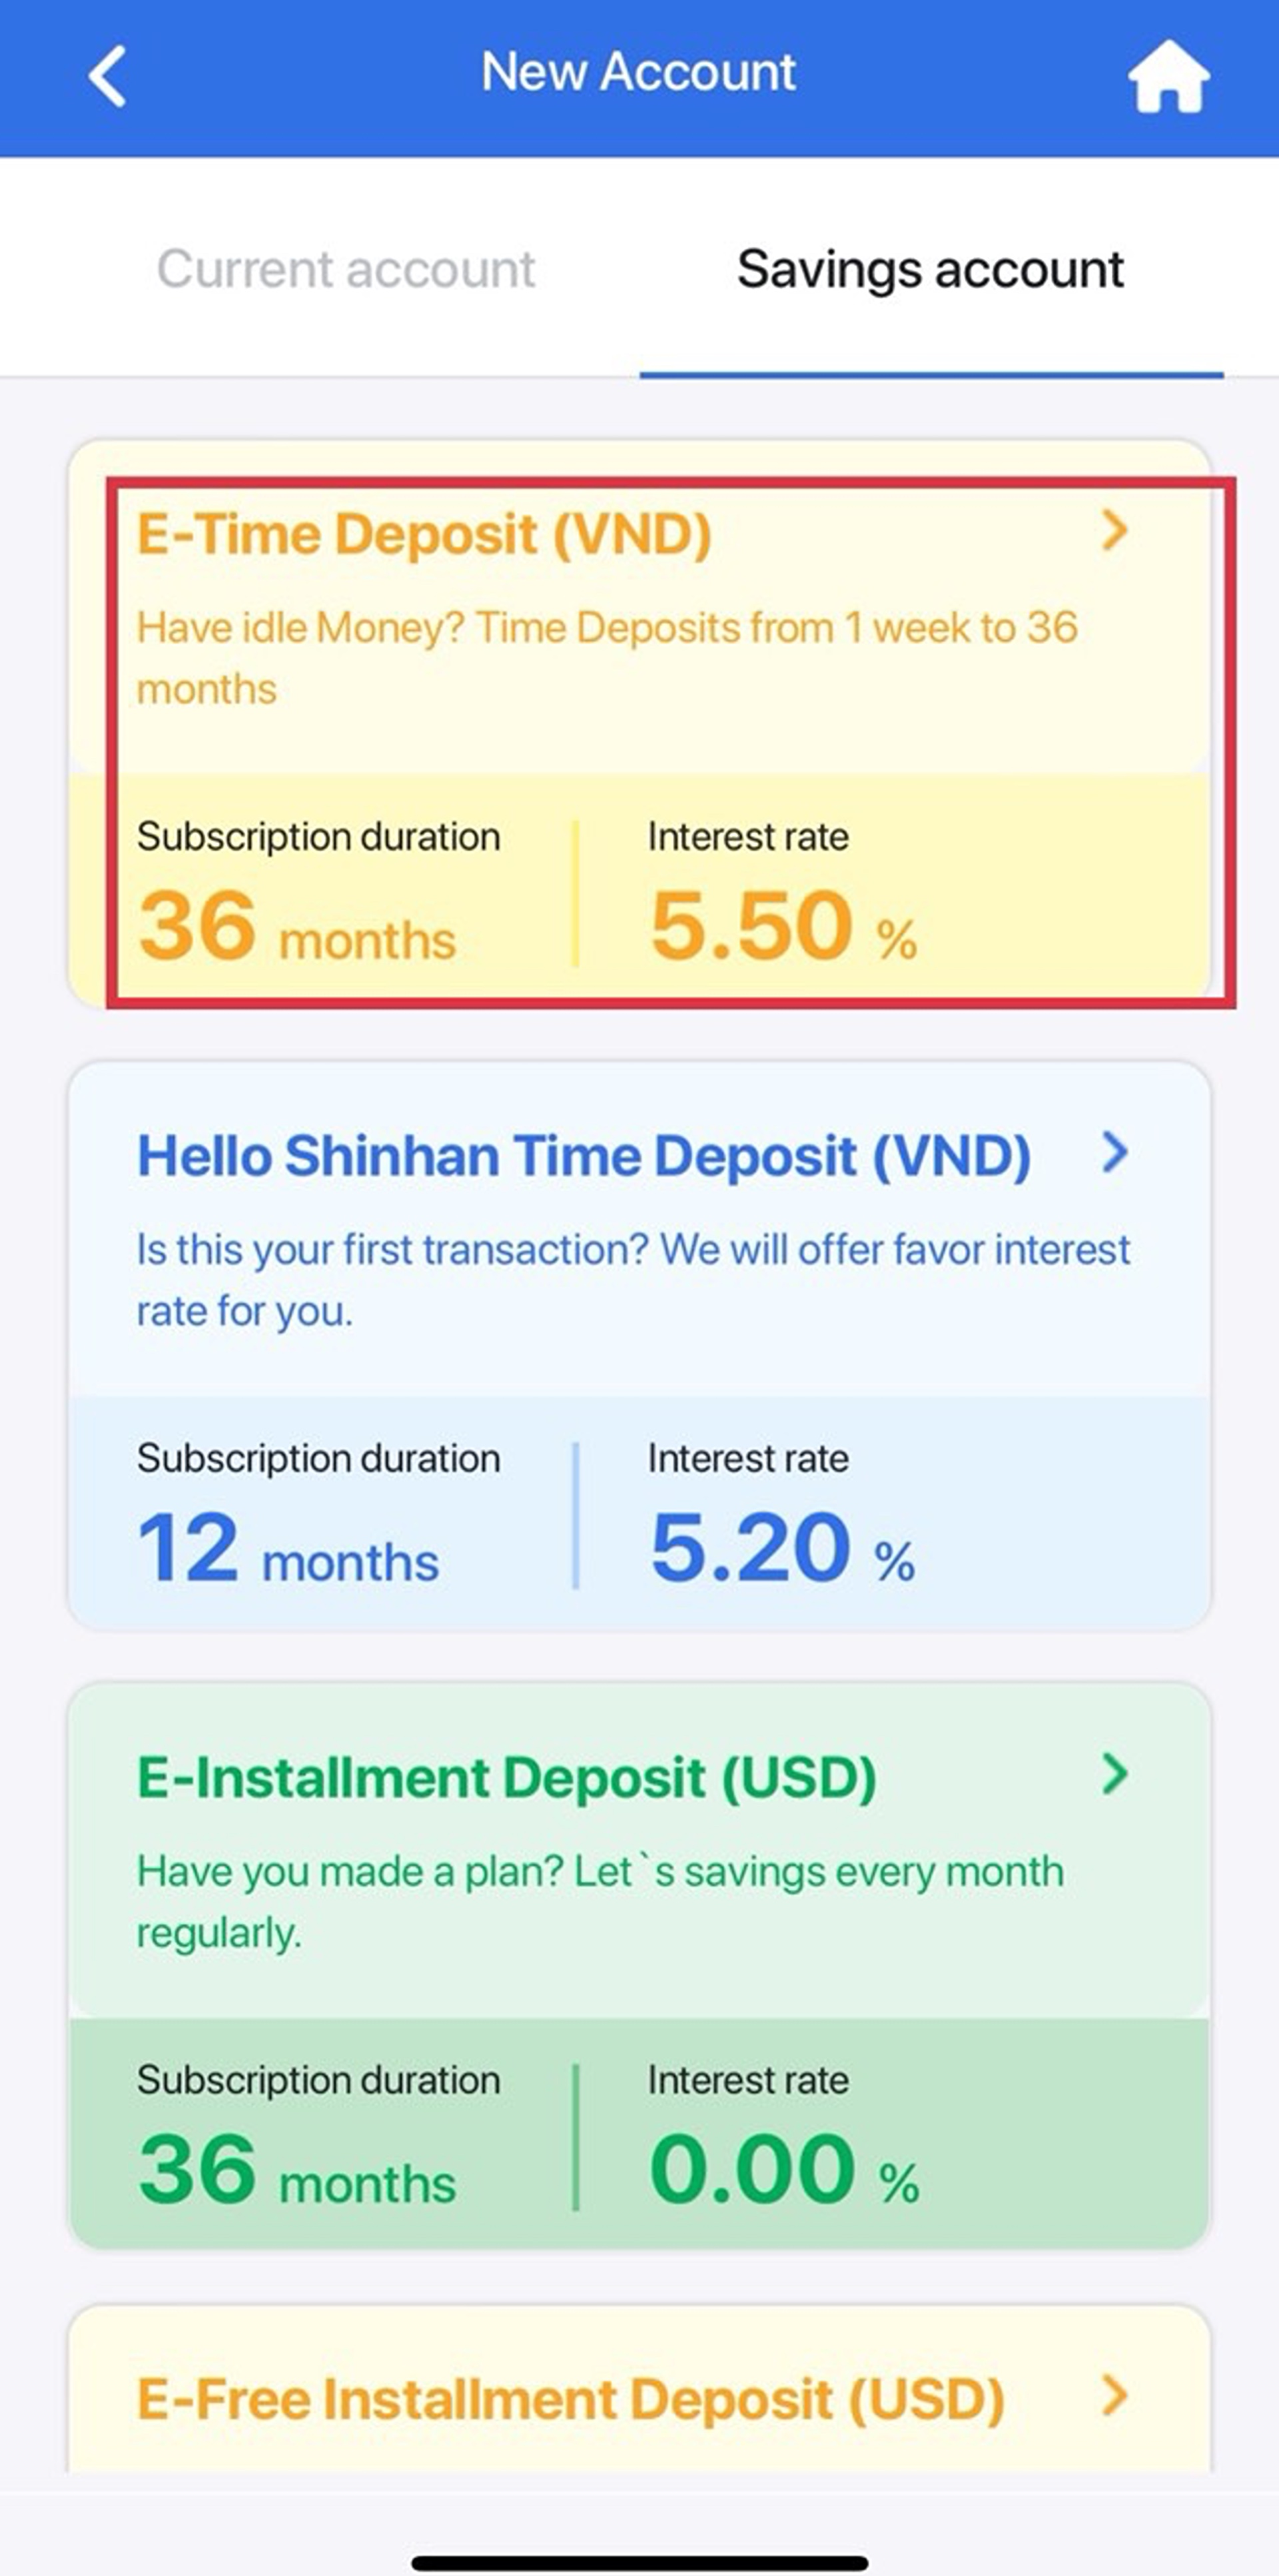 New Account
Current account
Savings account
E-Time Deposit (VND)
Have idle Money? Time Deposits from 1 week to 36
months
Subscription duration
Interest rate
36 months
5.50 %
Hello Shinhan Time Deposit (VND)
Is this your first transaction? We will offer favor interest
rate for you.
Subscription duration
Interest rate
12 months
5.20 %
E-Installment Deposit (USD)
Have you made a plan? Let`s savings every month
regularly.
Subscription duration
Interest rate
36 months
0.00 %
E-Free Installment Deposit (USD)